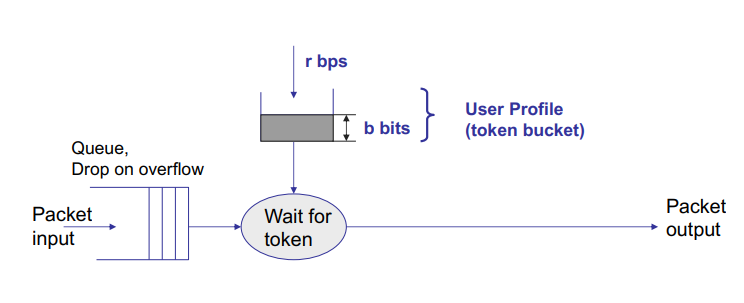 r bps
b bits
User Profile
(token bucket)
Queue,
Drop on overflow
Packet
input
Wait for
token
Packet
output